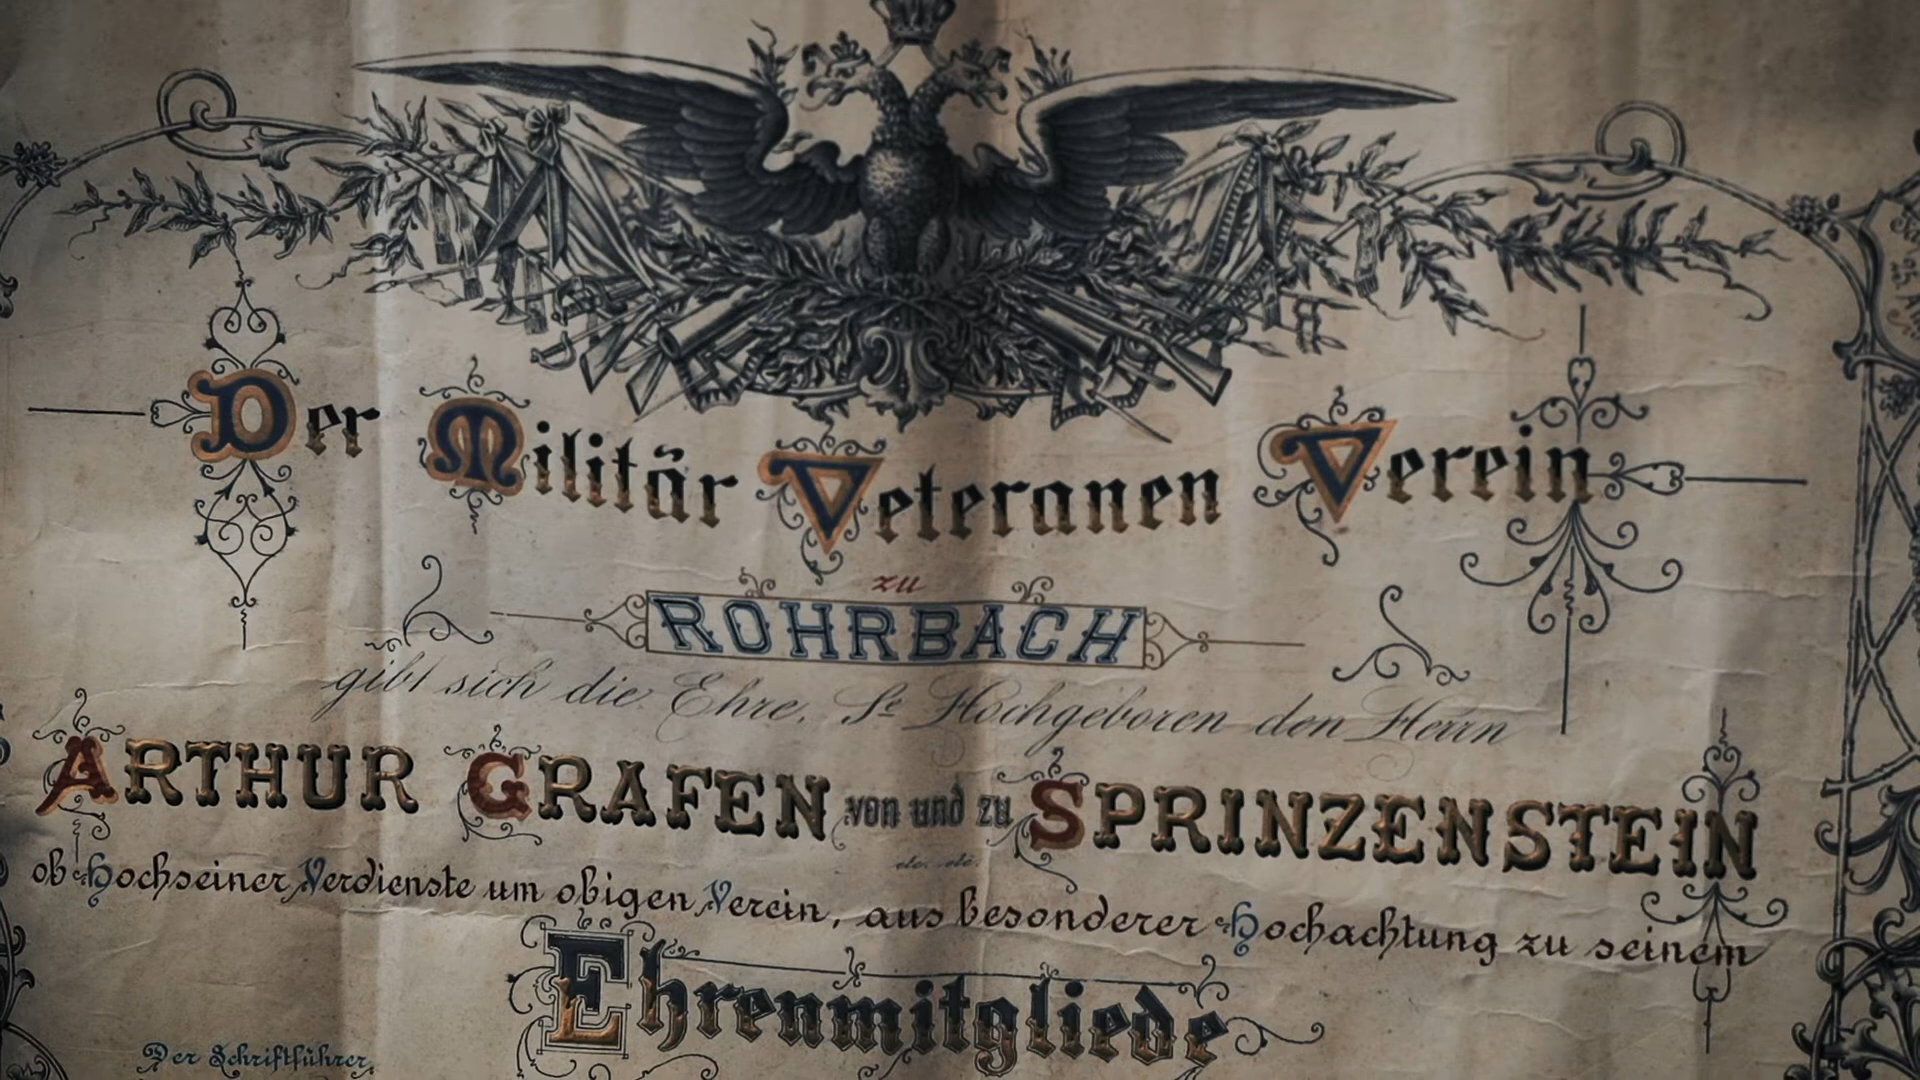 Der Militär Veteranen Verein
zu
ROHRBACH
gibt sich die Ehre, Sr Hochgeboren den Herrn
ARTHUR GRAFEN von und zu SPRINZENSTEIN
etc. etc.
ob Hochseiner Verdienste um obigen Verein, aus besonderer Hochachtung zu seinem
Ehrenmitgliede
Der Schriftführer